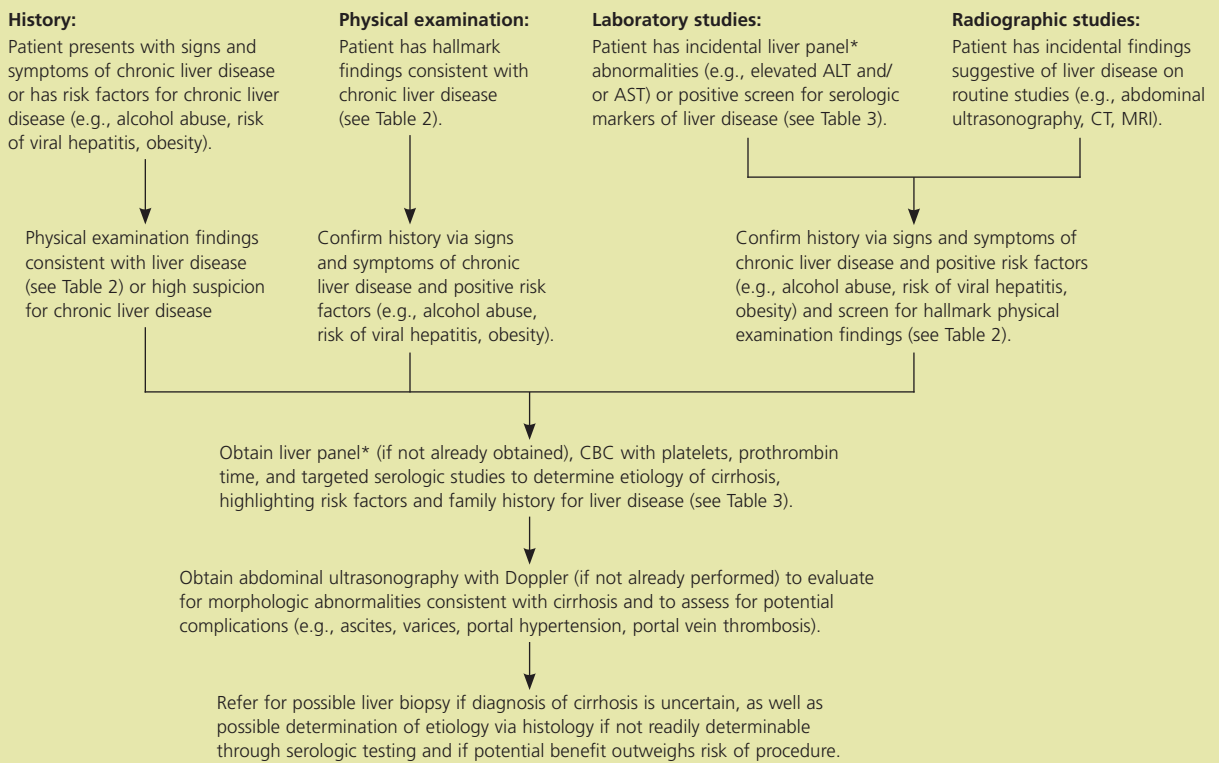 History:
Patient presents with signs and
symptoms of chronic liver disease
or has risk factors for chronic liver
disease (e.g., alcohol abuse, risk
of viral hepatitis, obesity).
Physical examination:
Patient has hallmark
findings consistent with
chronic liver disease
(see Table 2).
Laboratory studies:
Patient has incidental liver panel*
abnormalities (e.g., elevated ALT and/
or AST) or positive screen for serologic
markers of liver disease (see Table 3).
Radiographic studies:
Patient has incidental findings
suggestive of liver disease on
routine studies (e.g., abdominal
ultrasonography, CT, MRI).
Physical examination findings
consistent with liver disease
(see Table 2) or high suspicion
for chronic liver disease
Confirm history via signs
and symptoms of chronic
liver disease and positive risk
factors (e.g., alcohol abuse,
risk of viral hepatitis, obesity).
Confirm history via signs and symptoms of
chronic liver disease and positive risk factors
(e.g., alcohol abuse, risk of viral hepatitis,
obesity) and screen for hallmark physical
examination findings (see Table 2).
Obtain liver panel* (if not already obtained), CBC with platelets, prothrombin
time, and targeted serologic studies to determine etiology of cirrhosis,
highlighting risk factors and family history for liver disease (see Table 3).
Obtain abdominal ultrasonography with Doppler (if not already performed) to evaluate
for morphologic abnormalities consistent with cirrhosis and to assess for potential
complications (e.g., ascites, varices, portal hypertension, portal vein thrombosis).
Refer for possible liver biopsy if diagnosis of cirrhosis is uncertain, as well as
possible determination of etiology via histology if not readily determinable
through serologic testing and if potential benefit outweighs risk of procedure.